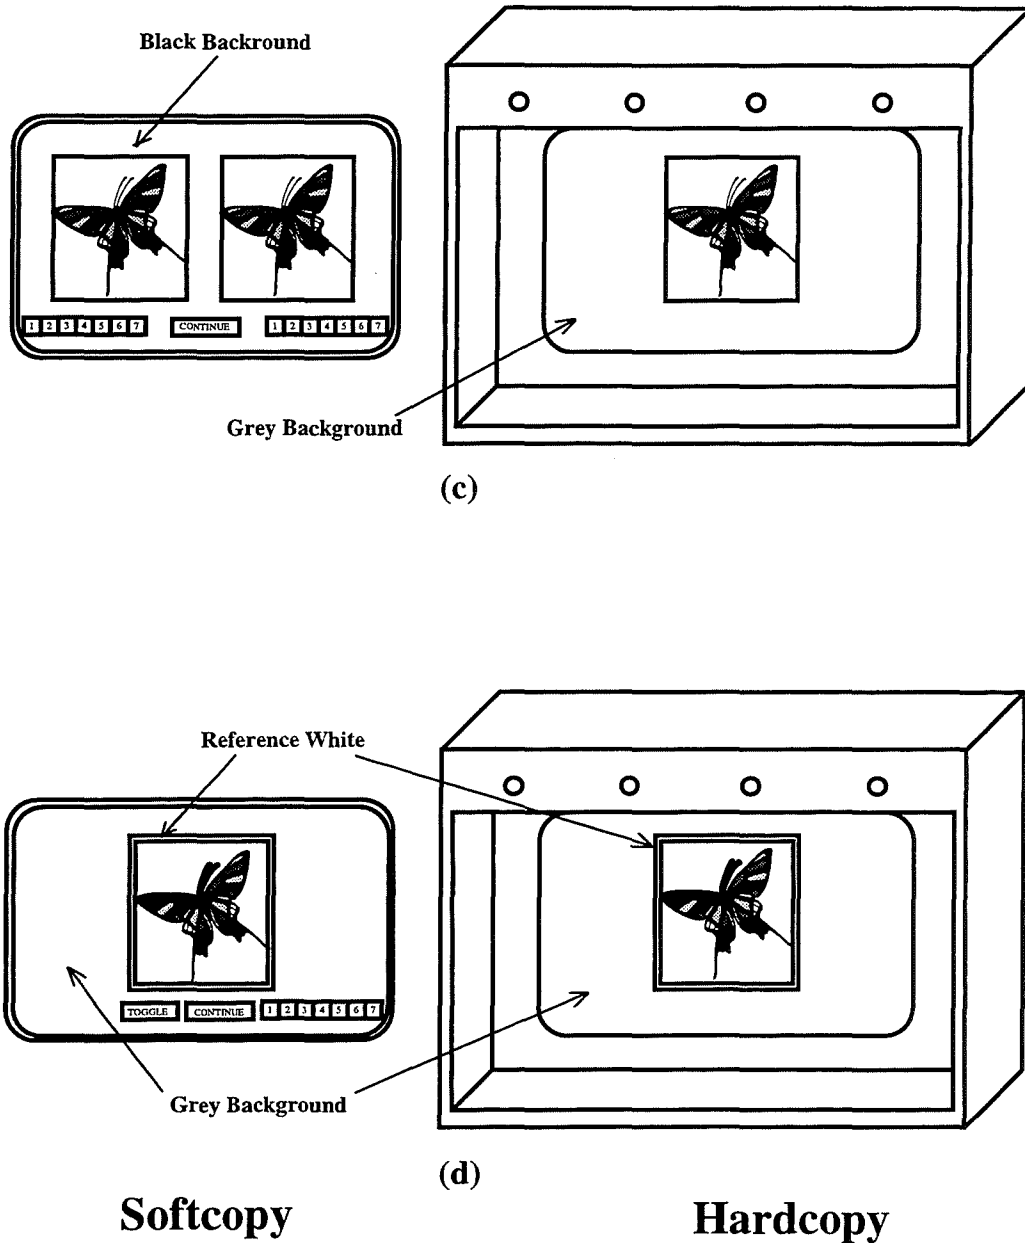 Black Backround
1 2 3 4 5 6 7 CONTINUE 1 2 3 4 5 6 7
Grey Background
(c)
Reference White
TOGGLE CONTINUE 1 2 3 4 5 6 7
Grey Background
(d)
Softcopy Hardcopy